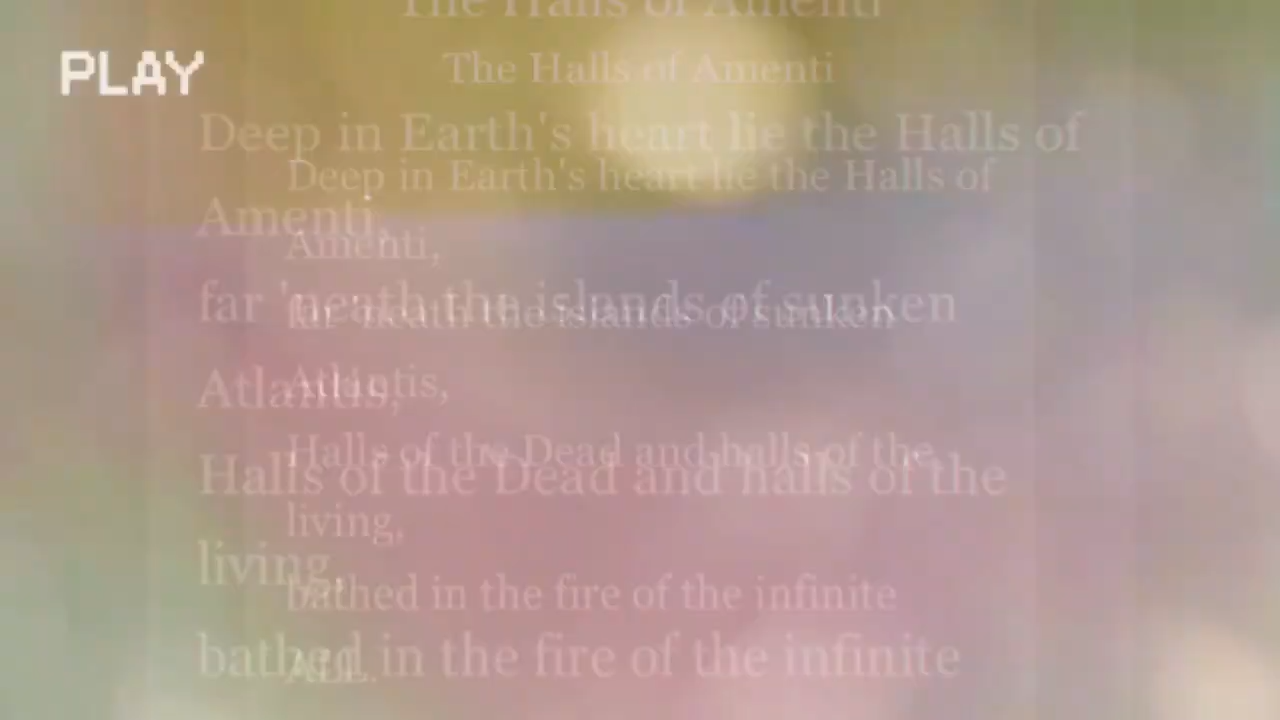 The Halls of Amenti
PLAY
The Halls of Amenti
Deep in Earth's heart lie the Halls of
Deep in Earth's heart lie the Halls of
Amenti,
Amenti,
far 'neath the islands of sunken
far 'neath the islands of sunken
Atlantis,
Atlantis,
Halls of the Dead and halls of the
Halls of the Dead and halls of the
living,
living,
bathed in the fire of the infinite
bathed in the fire of the infinite
ALL.